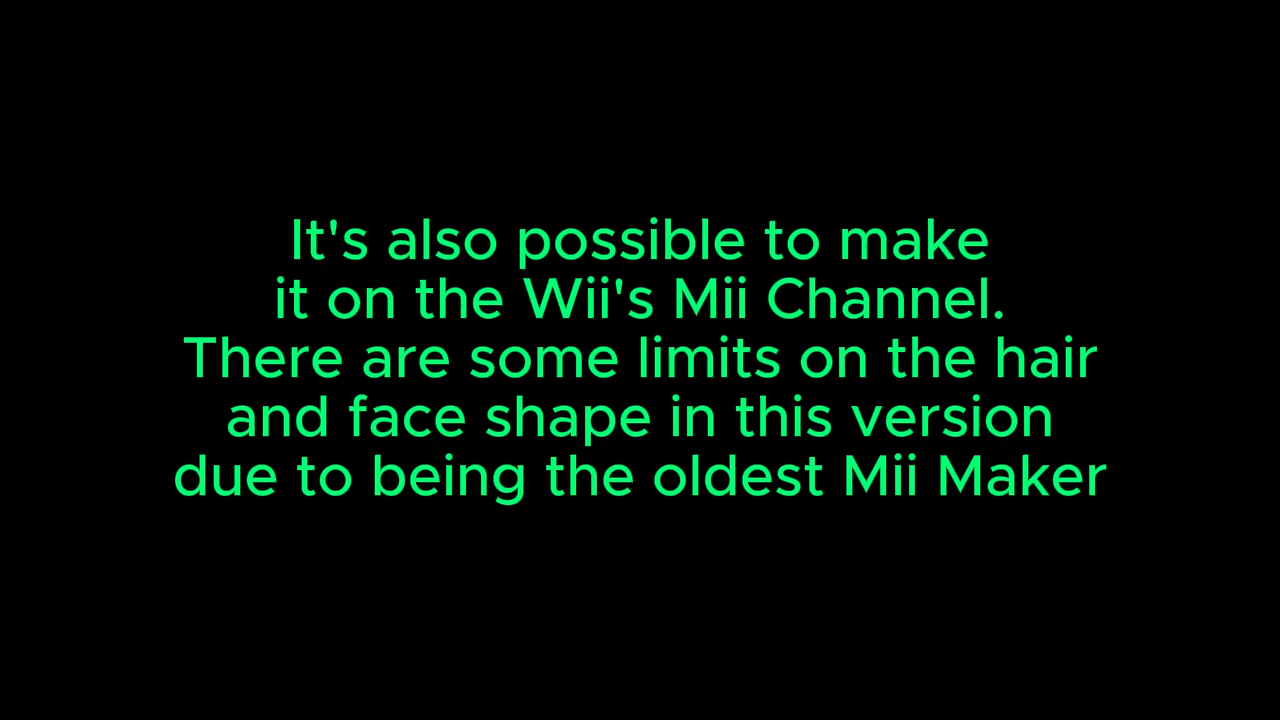 It's also possible to make
it on the Wii's Mii Channel.
There are some limits on the hair
and face shape in this version
due to being the oldest Mii Maker